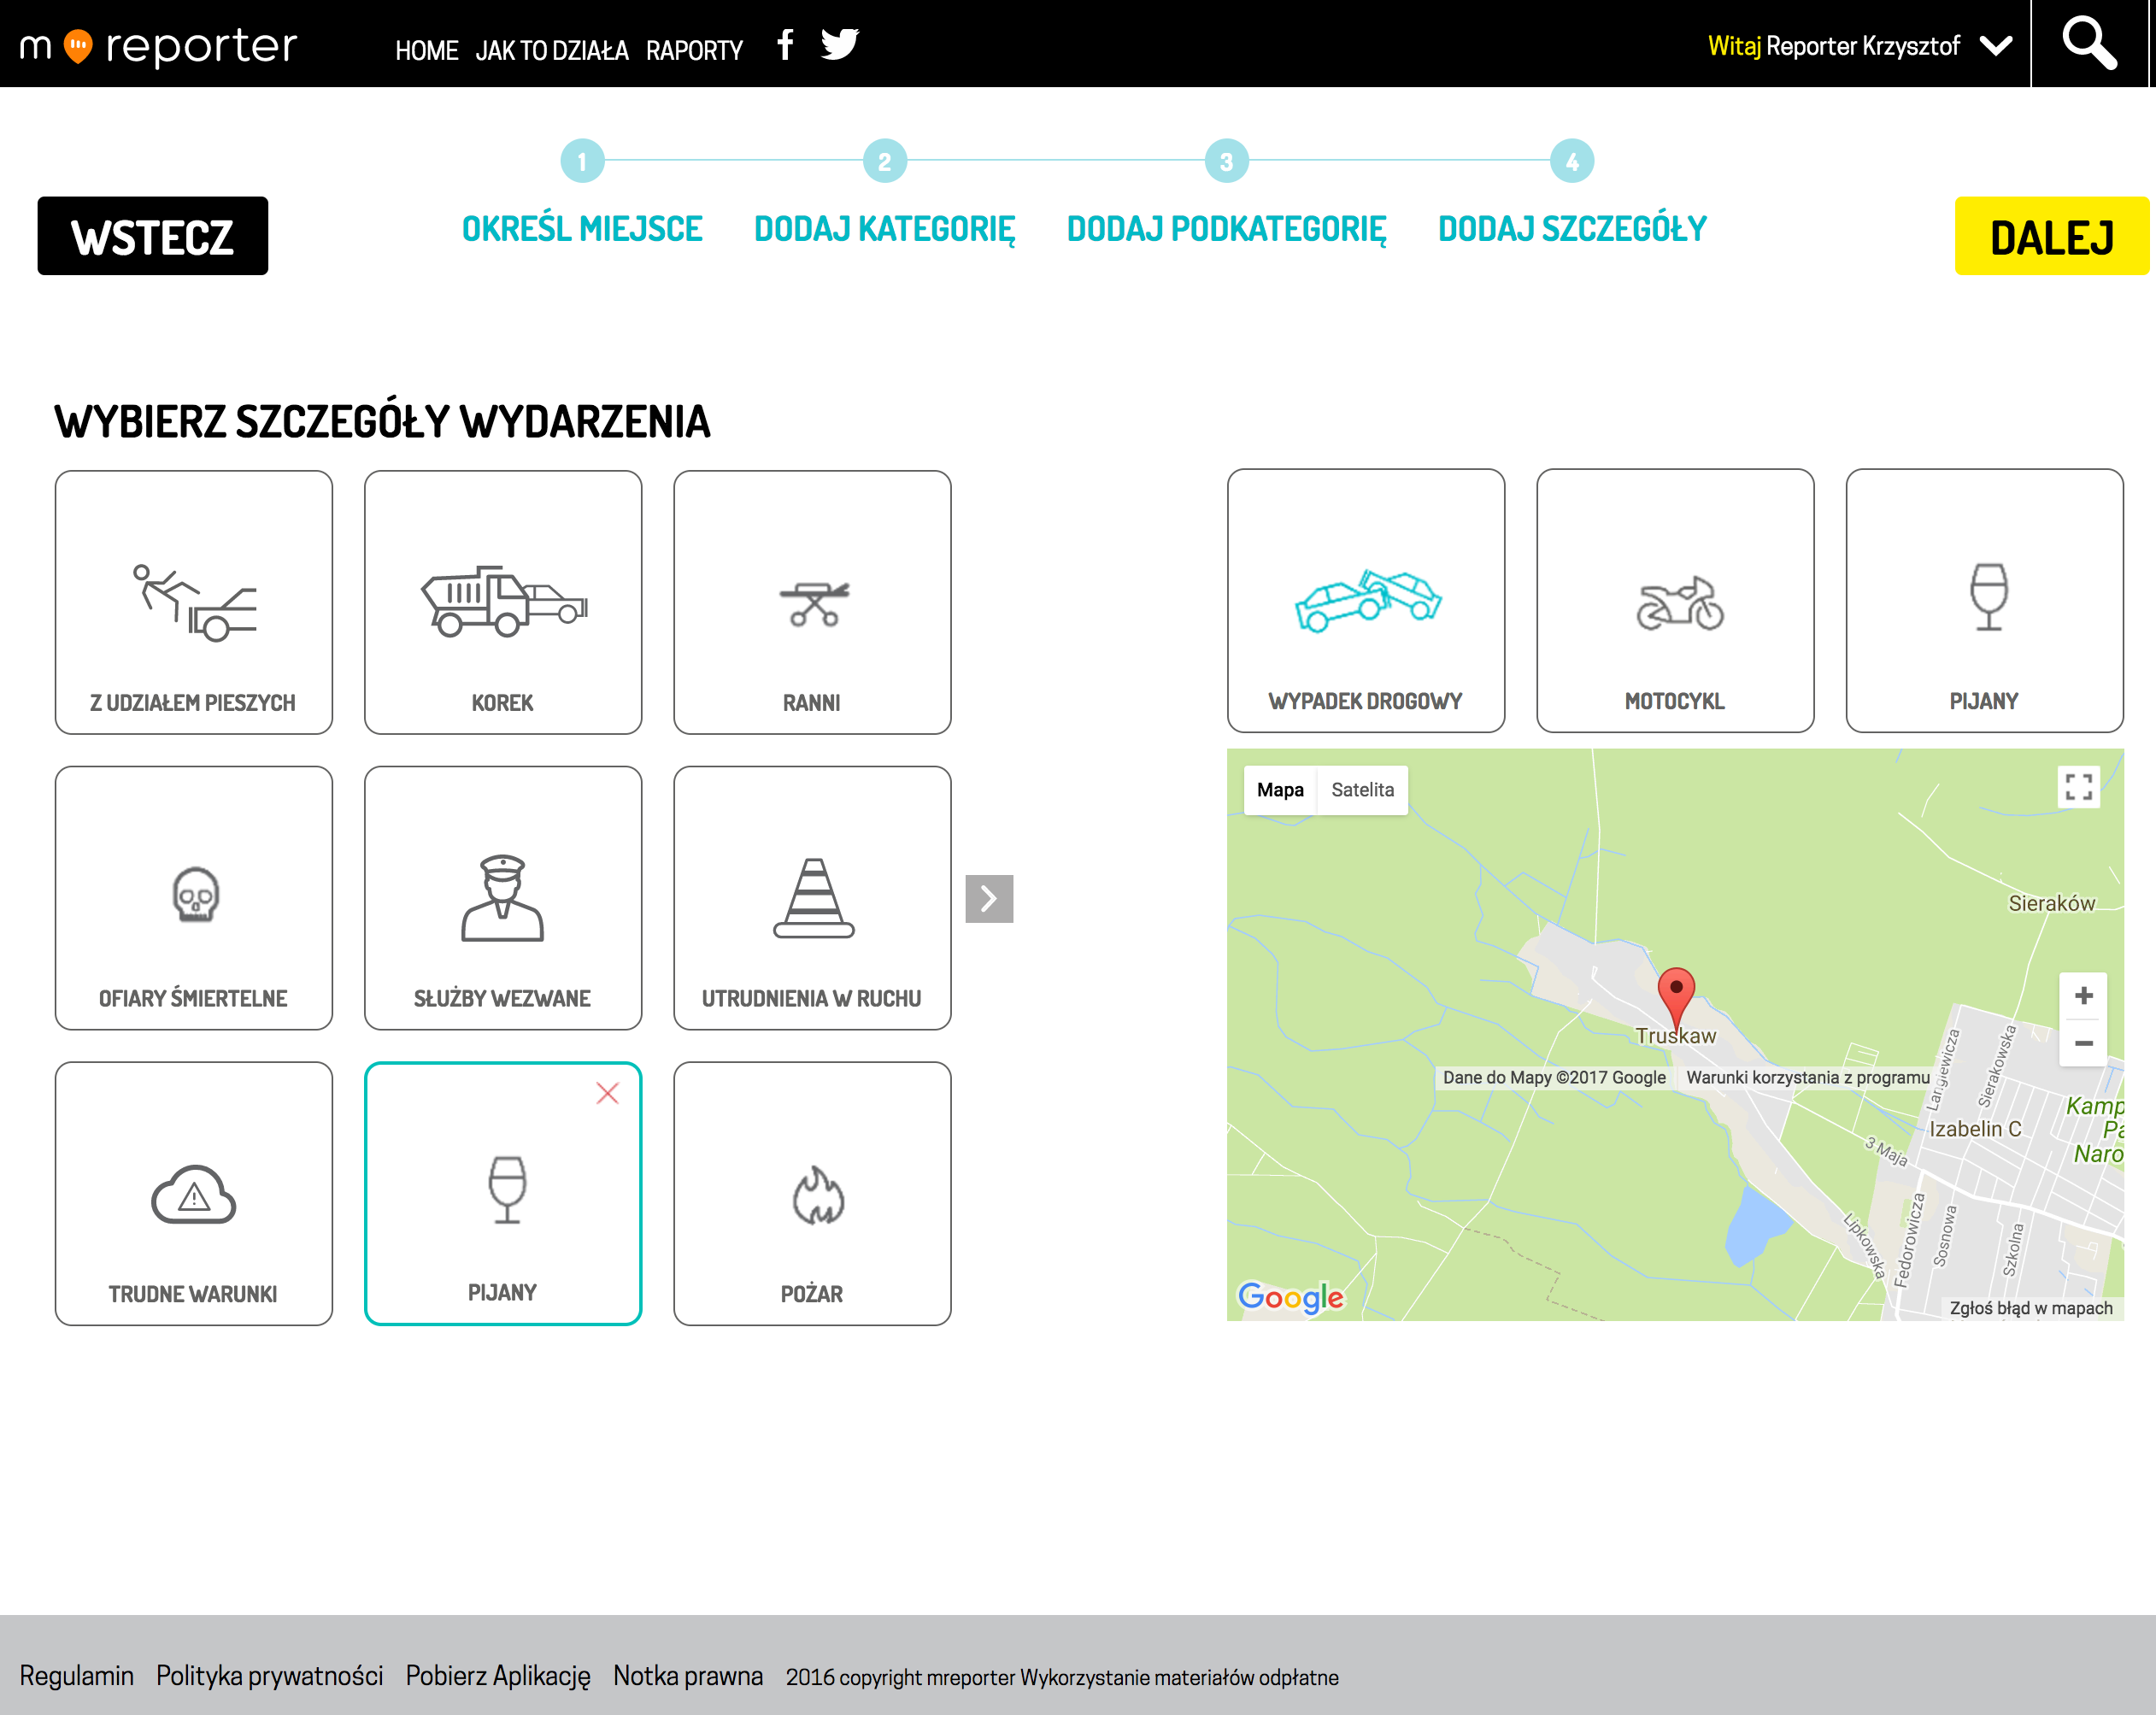 m reporter
HOME JAK TO DZIAŁA RAPORTY
Witaj Reporter Krzysztof
1 2 3 4
WSTECZ
OKREŚL MIEJSCE DODAJ KATEGORIĘ DODAJ PODKATEGORIĘ DODAJ SZCZEGÓŁY
DALEJ
WYBIERZ SZCZEGÓŁY WYDARZENIA
Z UDZIAŁEM PIESZYCH
KOREK
RANNI
OFIARY ŚMIERTELNE
SŁUŻBY WEZWANE
UTRUDNIENIA W RUCHU
TRUDNE WARUNKI
PIJANY
POŻAR
WYPADEK DROGOWY
MOTOCYKL
PIJANY
Mapa Satelita
Sieraków
Truskaw
Dane do Mapy ©2017 Google Warunki korzystania z programu
Langiewicza
Sierakowska
Izabelin C
Kamp
Pa
Naro
3 Maja
Lipkowska
Fedorowicza
Sosnowa
Szkolna
Google
Zgłoś błąd w mapach
Regulamin Polityka prywatności Pobierz Aplikację Notka prawna 2016 copyright mreporter Wykorzystanie materiałów odpłatne